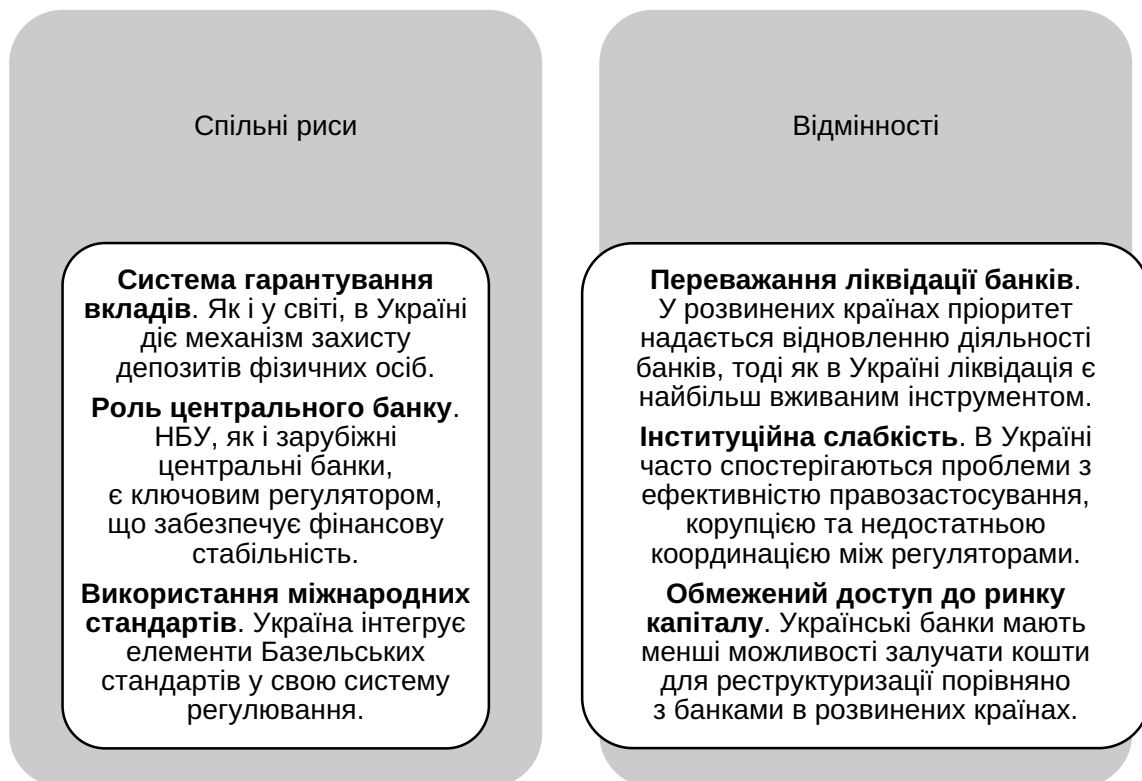 Спільні риси
Система гарантування
вкладів. Як і у світі, в Україні
діє механізм захисту
депозитів фізичних осіб.
Роль центрального банку.
НБУ, як і зарубіжні
центральні банки,
є ключовим регулятором,
що забезпечує фінансову
стабільність.
Використання міжнародних
стандартів. Україна інтегрує
елементи Базельських
стандартів у свою систему
регулювання.
Відмінності
Переважання ліквідації банків.
У розвинених країнах пріоритет
надається відновленню діяльності
банків, тоді як в Україні ліквідація є
найбільш вживаним інструментом.
Інституційна слабкість. В Україні
часто спостерігаються проблеми з
ефективністю правозастосування,
корупцією та недостатньою
координацією між регуляторами.
Обмежений доступ до ринку
капіталу. Українські банки мають
менші можливості залучати кошти
для реструктуризації порівняно
з банками в розвинених країнах.